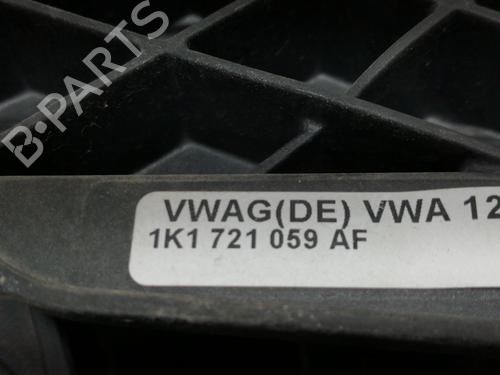 B-PARTS
VWAG(DE) VWA 12
1K1 721 059 AF